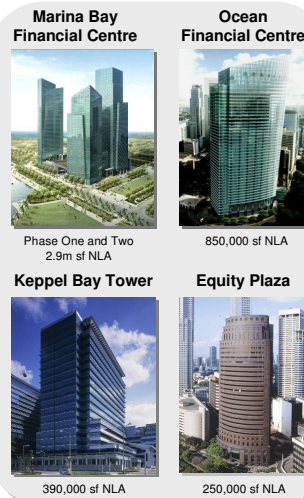 Marina Bay
Financial Centre
Ocean
Financial Centre
Phase One and Two
2.9m sf NLA
850,000 sf NLA
Keppel Bay Tower
Equity Plaza
390,000 sf NLA
250,000 sf NLA